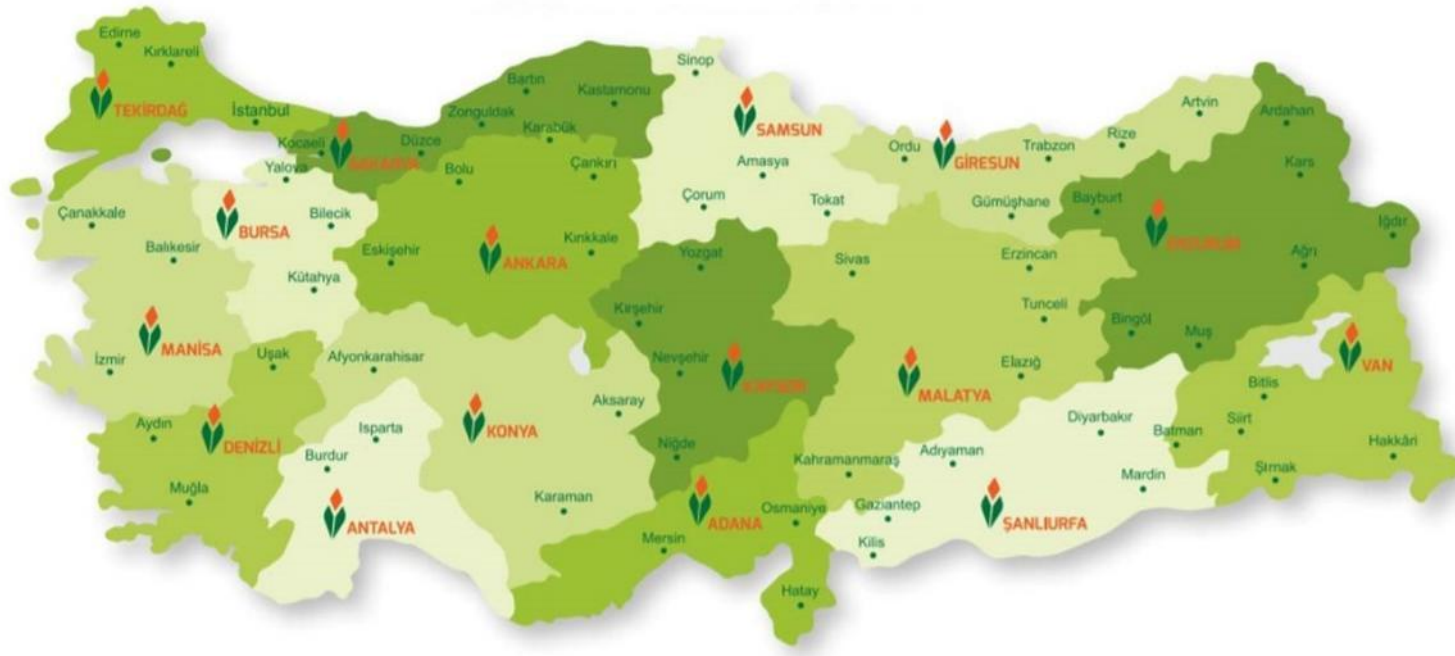 Edirne
Kırklareli
TEKİRDAĞ
İstanbul
Kocaeli
SAKARYA
Düzce
Yalova
Zonguldak
Bartın
Kastamonu
Karabük
Bolu
Çankırı
Sinop
SAMSUN
Amasya
Çorum
Tokat
Ordu
GİRESUN
Trabzon
Rize
Artvin
Gümüşhane
Ardahan
Kars
Bayburt
ERZURUM
Iğdır
Ağrı
Bingöl
Muş
Çanakkale
Balıkesir
BURSA
Bilecik
Kütahya
Eskişehir
ANKARA
Kırıkkale
Yozgat
Kırşehir
Nevşehir
KAYSERİ
Niğde
Sivas
Erzincan
Tunceli
Elazığ
MALATYA
Kahramanmaraş
VAN
Bitlis
Siirt
Hakkâri
Şırnak
MANİSA
İzmir
Uşak
Aydın
DENİZLİ
Muğla
Afyonkarahisar
KONYA
Aksaray
Karaman
Isparta
Burdur
ANTALYA
ADANA
Osmaniye
Mersin
Hatay
Adıyaman
Diyarbakır
Batman
Mardin
Gaziantep
Kilis
ŞANLIURFA